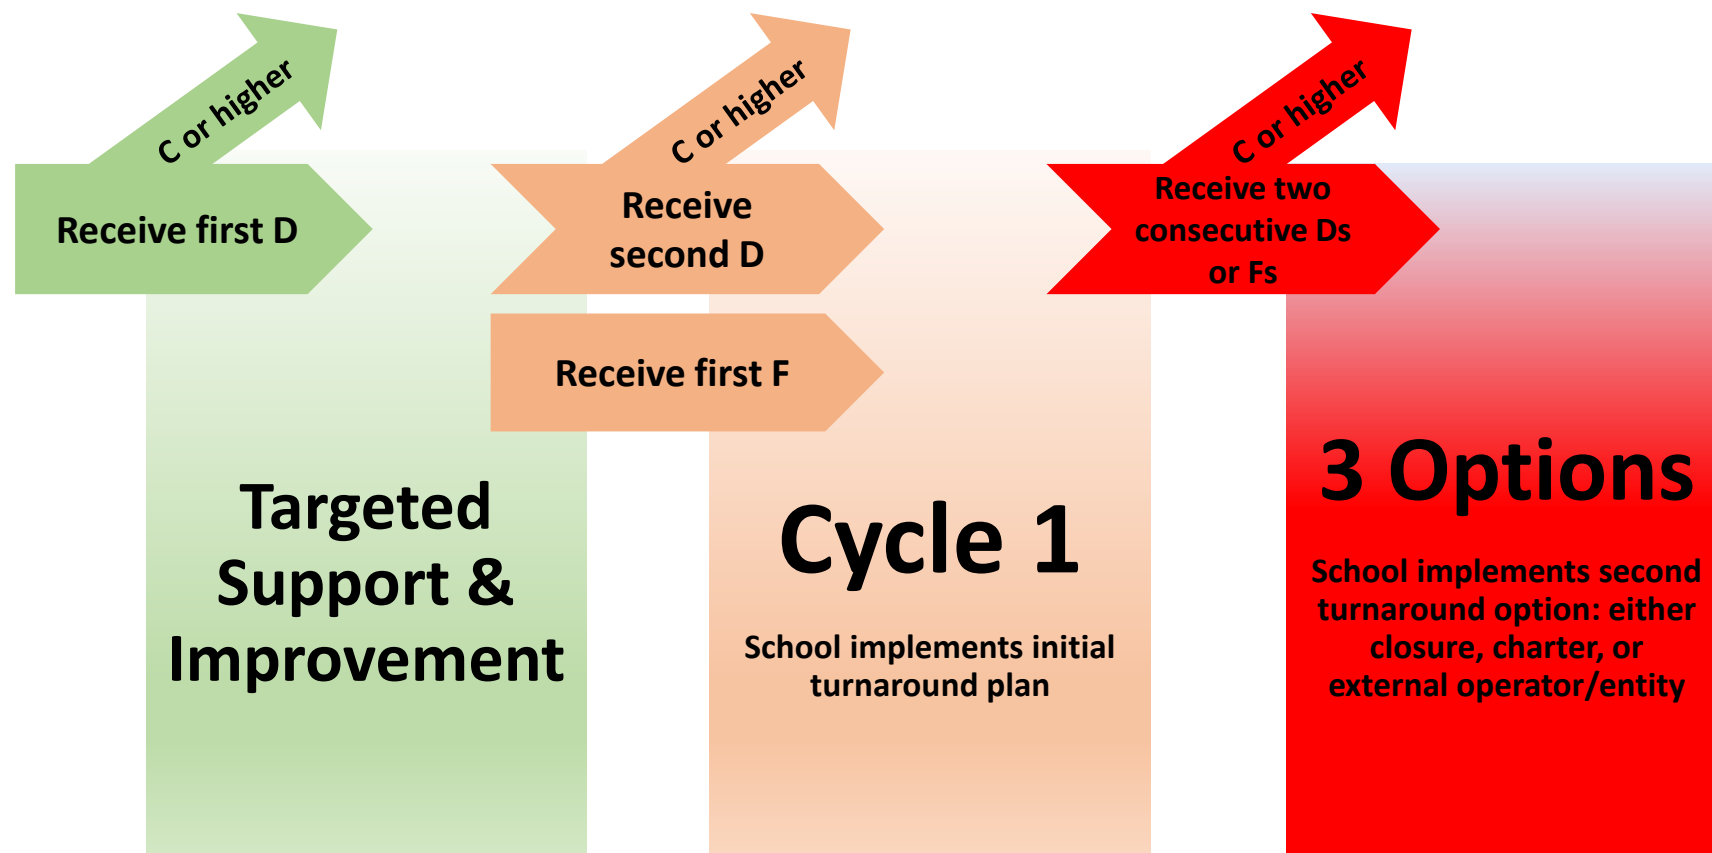 C or higher
Receive first D
Targeted
Support &
Improvement
C or higher
Receive
second D
Receive first F
Cycle 1
School implements initial
turnaround plan
C or higher
Receive two
consecutive Ds
or Fs
3 Options
School implements second
turnaround option: either
closure, charter, or
external operator/entity